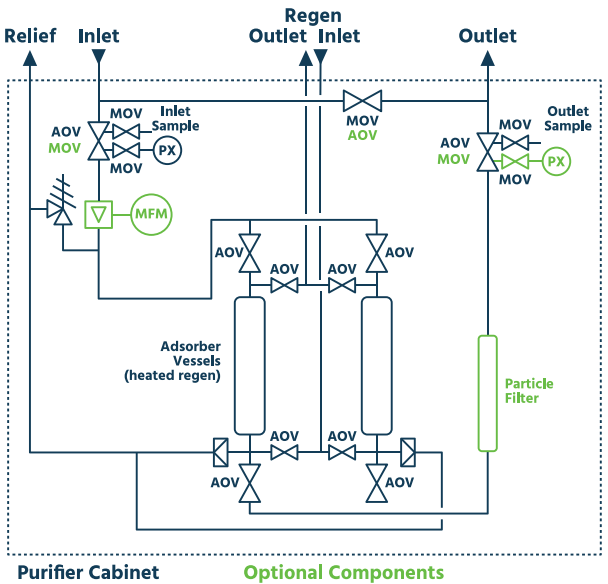 Regen
Relief Inlet Outlet Inlet Outlet
MOV Inlet Sample
AOV
MOV
PX
MOV
MOV
AOV
MOV Outlet Sample
AOV
MOV
PX
MOV
MFM
AOV AOV
AOV AOV
Adsorber
Vessels
(heated regen)
Particle
Filter
AOV AOV
AOV AOV
Purifier Cabinet Optional Components